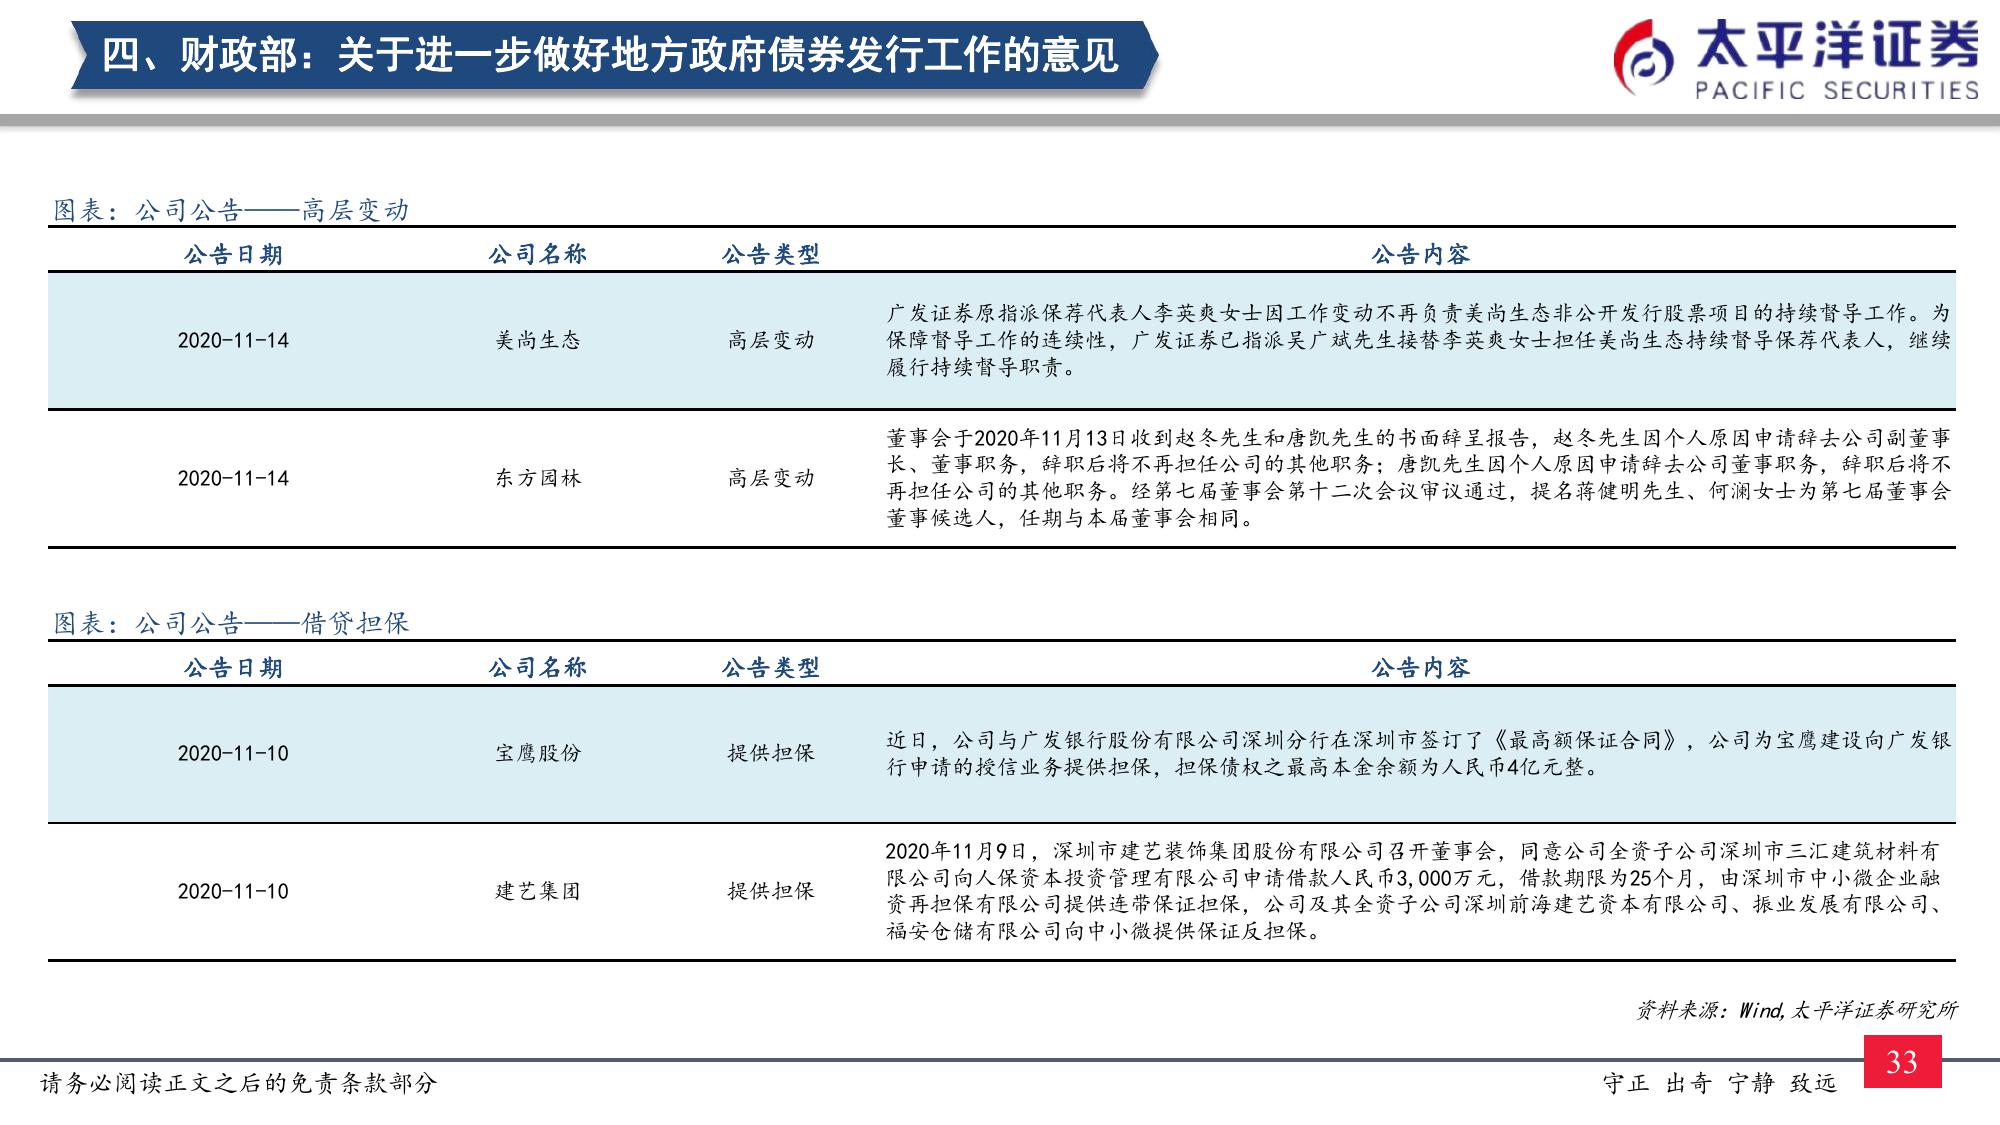 四、财政部：关于进一步做好地方政府债券发行工作的意见
太平洋证券
PACIFIC SECURITIES
图表：公司公告——高层变动
公告日期 公司名称 公告类型 公告内容
2020-11-14 美尚生态 高层变动
广发证券原指派保荐代表人李英爽女士因工作变动不再负责美尚生态非公开发行股票项目的持续督导工作。为
保障督导工作的连续性，广发证券已指派吴广斌先生接替李英爽女士担任美尚生态持续督导保荐代表人，继续
履行持续督导职责。
2020-11-14 东方园林 高层变动
董事会于2020年11月13日收到赵冬先生和唐凯先生的书面辞呈报告，赵冬先生因个人原因申请辞去公司副董事
长、董事职务，辞职后将不再担任公司的其他职务；唐凯先生因个人原因申请辞去公司董事职务，辞职后将不
再担任公司的其他职务。经第七届董事会第十二次会议审议通过，提名蒋健明先生、何澜女士为第七届董事会
董事候选人，任期与本届董事会相同。
图表：公司公告——借贷担保
公告日期 公司名称 公告类型 公告内容
2020-11-10 宝鹰股份 提供担保
近日，公司与广发银行股份有限公司深圳分行在深圳市签订了《最高额保证合同》，公司为宝鹰建设向广发银
行申请的授信业务提供担保，担保债权之最高本金余额为人民币4亿元整。
2020-11-10 建艺集团 提供担保
2020年11月9日，深圳市建艺装饰集团股份有限公司召开董事会，同意公司全资子公司深圳市三汇建筑材料有
限公司向人保资本投资管理有限公司申请借款人民币3,000万元，借款期限为25个月，由深圳市中小微企业融
资再担保有限公司提供连带保证担保，公司及其全资子公司深圳前海建艺资本有限公司、振业发展有限公司、
福安仓储有限公司向中小微提供保证反担保。
资料来源：Wind,太平洋证券研究所
请务必阅读正文之后的免责条款部分
守正 出奇 宁静 致远
33